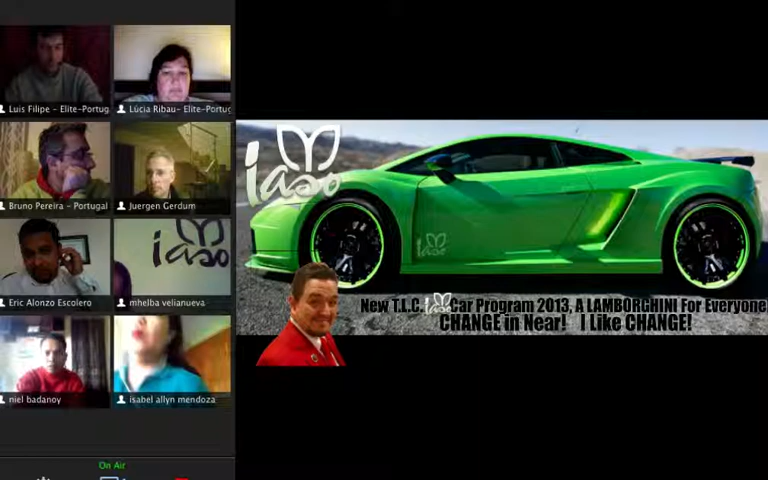 Luis Filipe - Elite-Portug
Lúcia Ribau- Elite-Portug
Bruno Pereira - Portugal
Juergen Gerdum
Eric Alonzo Escolero
mhelba velianueva
iaso
niel badanoy
isabel allyn mendoza
On Air
iaso
iaso
New T.L.C. iaso Car Program 2013, A LAMBORCHINI For Everyone
CHANGE in Near! I Like CHANGE!